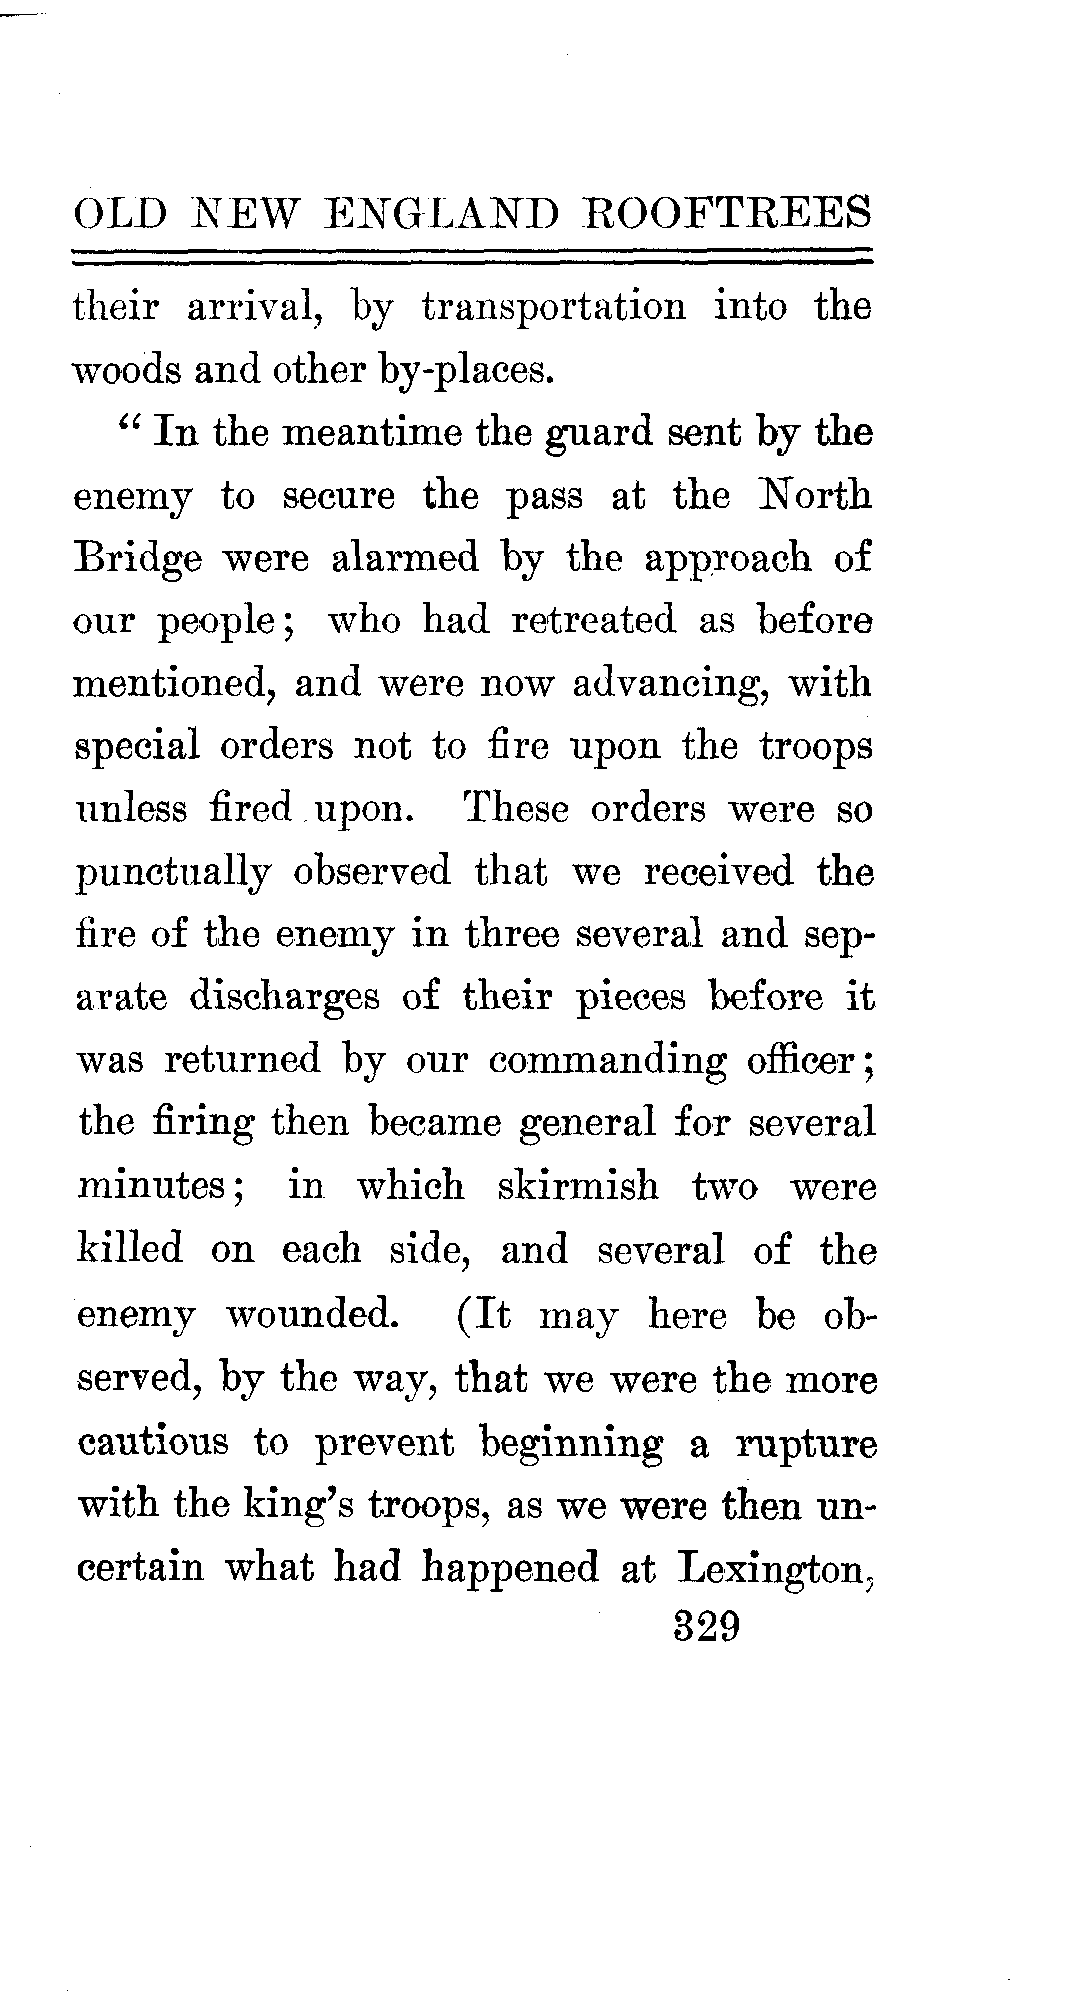 OLD NEW ENGLAND ROOFTREES
their arrival, by transportation into the
woods and other by-places.
“ In the meantime the guard sent by the
enemy to secure the pass at the North
Bridge were alarmed by the approach of
our people; who had retreated as before
mentioned, and were now advancing, with
special orders not to fire upon the troops
unless fired upon. These orders were so
punctually observed that we received the
fire of the enemy in three several and sep-
arate discharges of their pieces before it
was returned by our commanding officer;
the firing then became general for several
minutes; in which skirmish two were
killed on each side, and several of the
enemy wounded. (It may here be ob-
served, by the way, that we were the more
cautious to prevent beginning a rupture
with the king’s troops, as we were then un-
certain what had happened at Lexington,
329